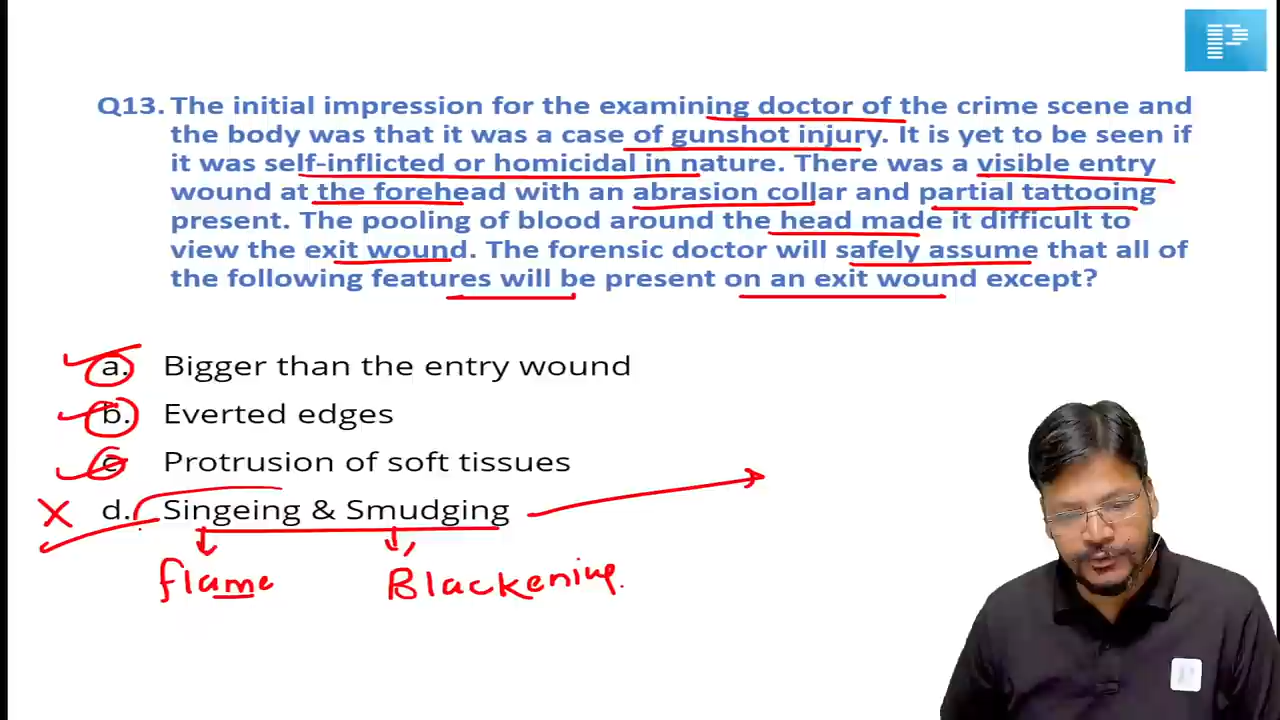 Q13. The initial impression for the examining doctor of the crime scene and
the body was that it was a case of gunshot injury. It is yet to be seen if
it was self-inflicted or homicidal in nature. There was a visible entry
wound at the forehead with an abrasion collar and partial tattooing
present. The pooling of blood around the head made it difficult to
view the exit wound. The forensic doctor will safely assume that all of
the following features will be present on an exit wound except?
a. Bigger than the entry wound
b. Everted edges
c. Protrusion of soft tissues
d. Singeing & Smudging
flame Blackening